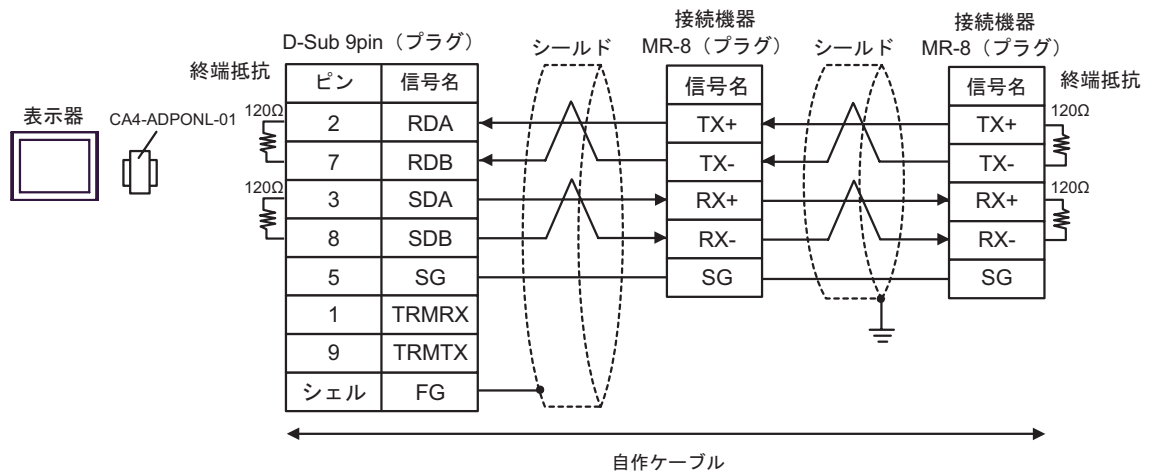 接続機器
接続機器
D-Sub 9pin（プラグ）
シールド
MR-8（プラグ）
シールド
MR-8（プラグ）
終端抵抗
ピン
信号名
信号名
信号名
終端抵抗
表示器
CA4-ADPONL-01
120Ω
2
RDA
TX+
TX+
120Ω
7
RDB
TX-
TX-
120Ω
3
SDA
RX+
RX+
120Ω
8
SDB
RX-
RX-
5
SG
SG
SG
1
TRMRX
9
TRMTX
シェル
FG
自作ケーブル